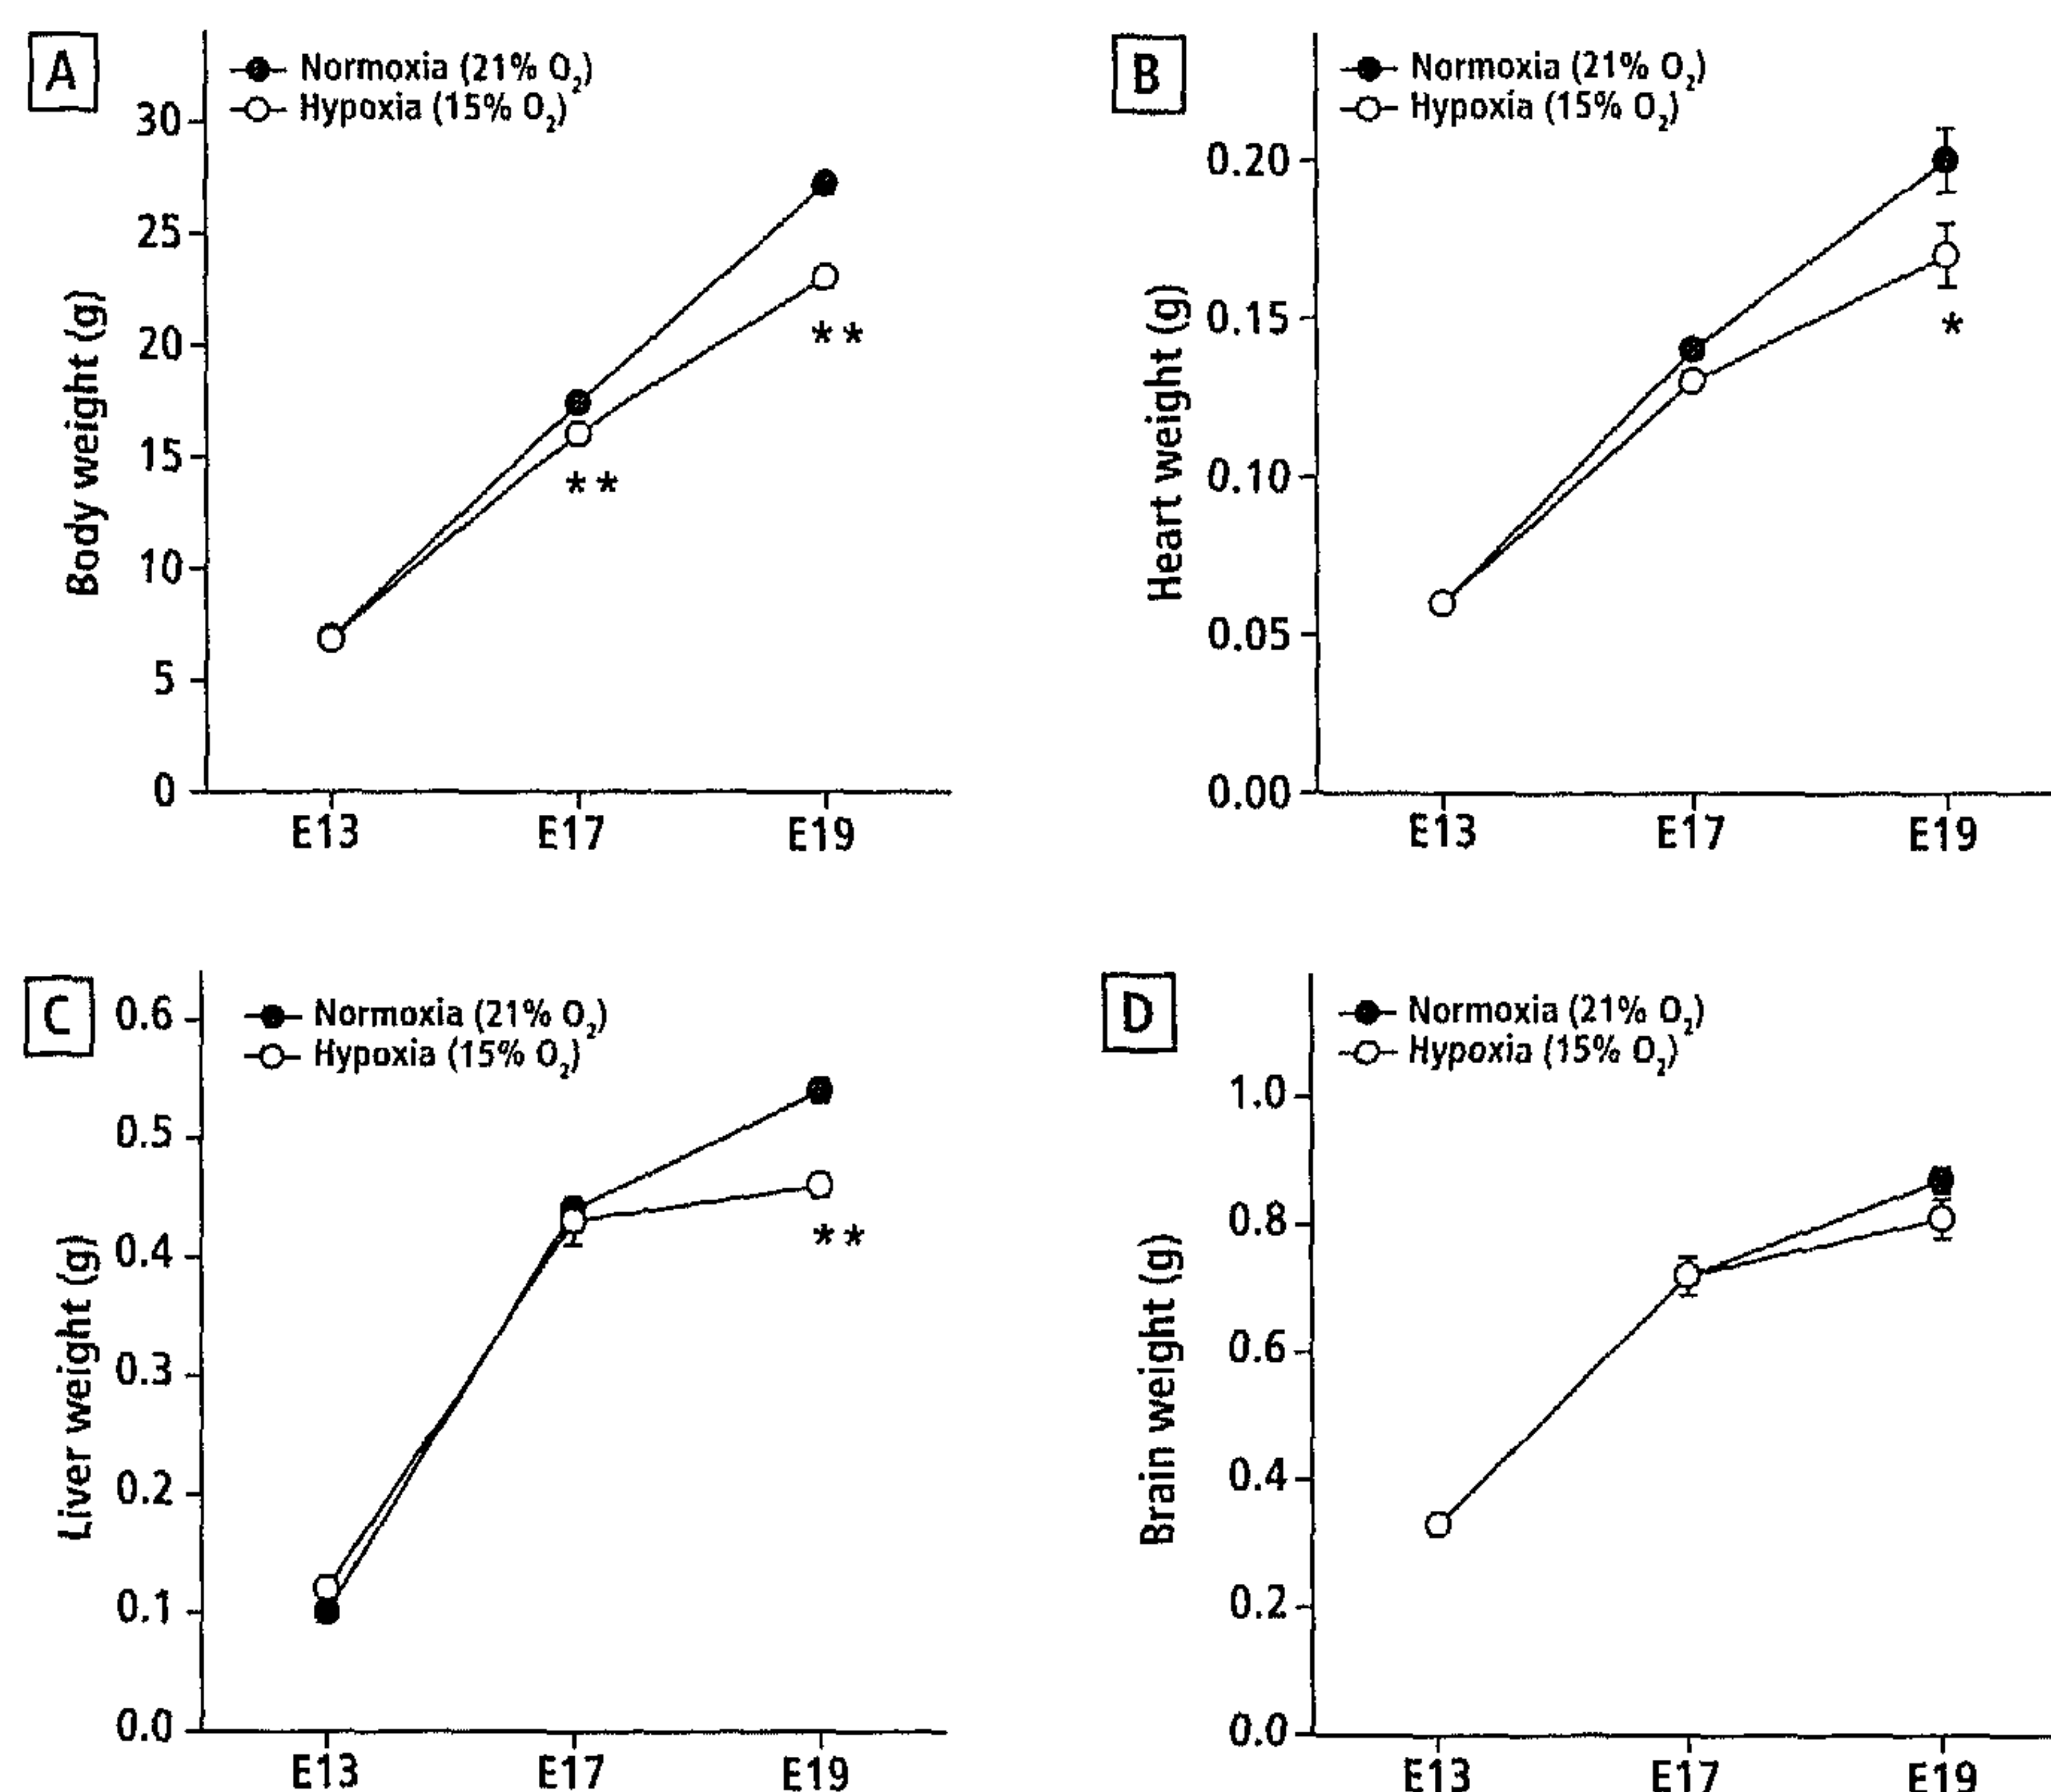 A
Normoxia (21% O₂)
Hypoxia (15% O₂)
30
25
20
15
10
5
0
Body weight (g)
**
**
E13 E17 E19
B
Normoxia (21% O₂)
Hypoxia (15% O₂)
0.20
0.15
0.10
0.05
0.00
Heart weight (g)
*
E13 E17 E19
C
Normoxia (21% O₂)
Hypoxia (15% O₂)
0.6
0.5
0.4
0.3
0.2
0.1
0.0
Liver weight (g)
**
E13 E17 E19
D
Normoxia (21% O₂)
Hypoxia (15% O₂)
1.0
0.8
0.6
0.4
0.2
0.0
Brain weight (g)
E13 E17 E19